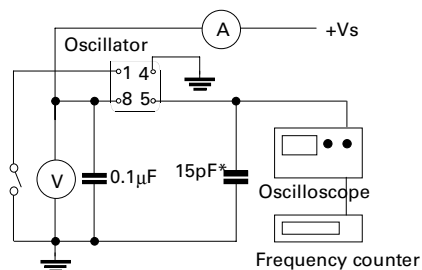 A
+Vs
Oscillator
1 4
8 5
V
0.1µF
15pF*
Oscilloscope
Frequency counter